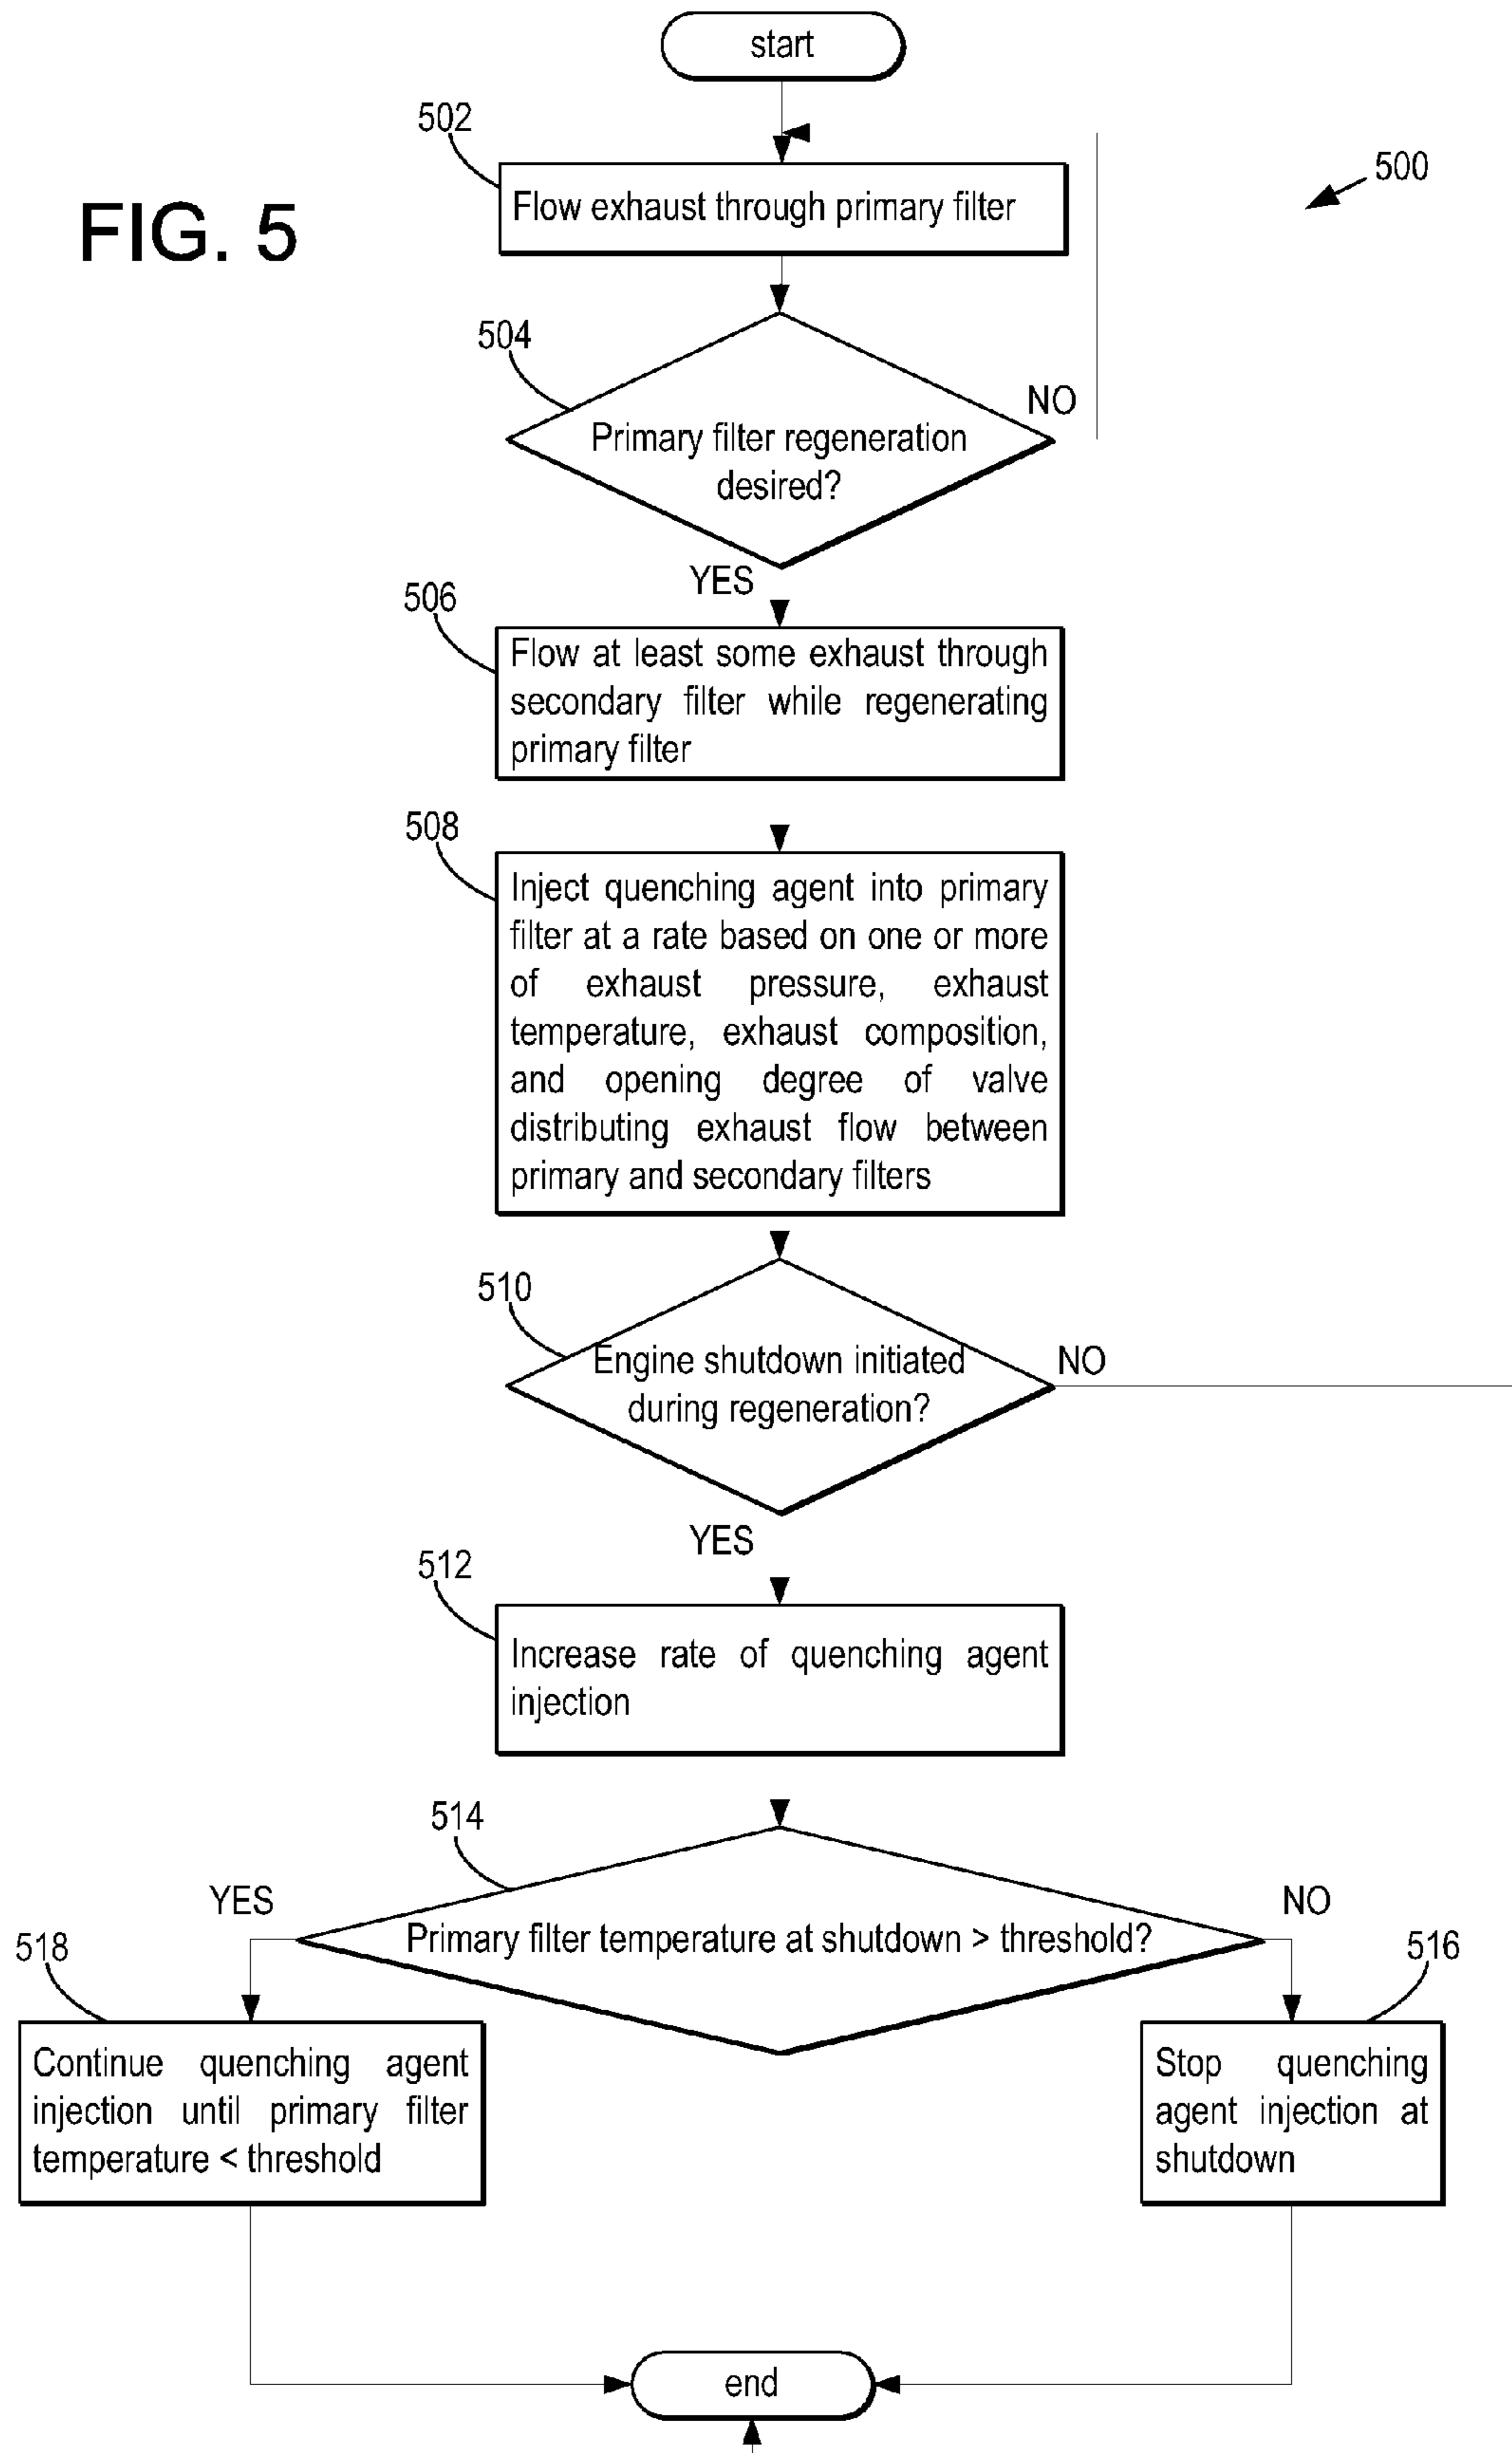 start
502
500
FIG. 5
Flow exhaust through primary filter
504
NO
Primary filter regeneration
desired?
YES
506
Flow at least some exhaust through
secondary filter while regenerating
primary filter
508
Inject quenching agent into primary
filter at a rate based on one or more
of exhaust pressure, exhaust
temperature, exhaust composition,
and opening degree of valve
distributing exhaust flow between
primary and secondary filters
510
Engine shutdown initiated
during regeneration?
NO
YES
512
Increase rate of quenching agent
injection
514
YES
NO
Primary filter temperature at shutdown > threshold?
518
516
Continue quenching agent
injection until primary filter
temperature < threshold
Stop quenching
agent injection at
shutdown
end